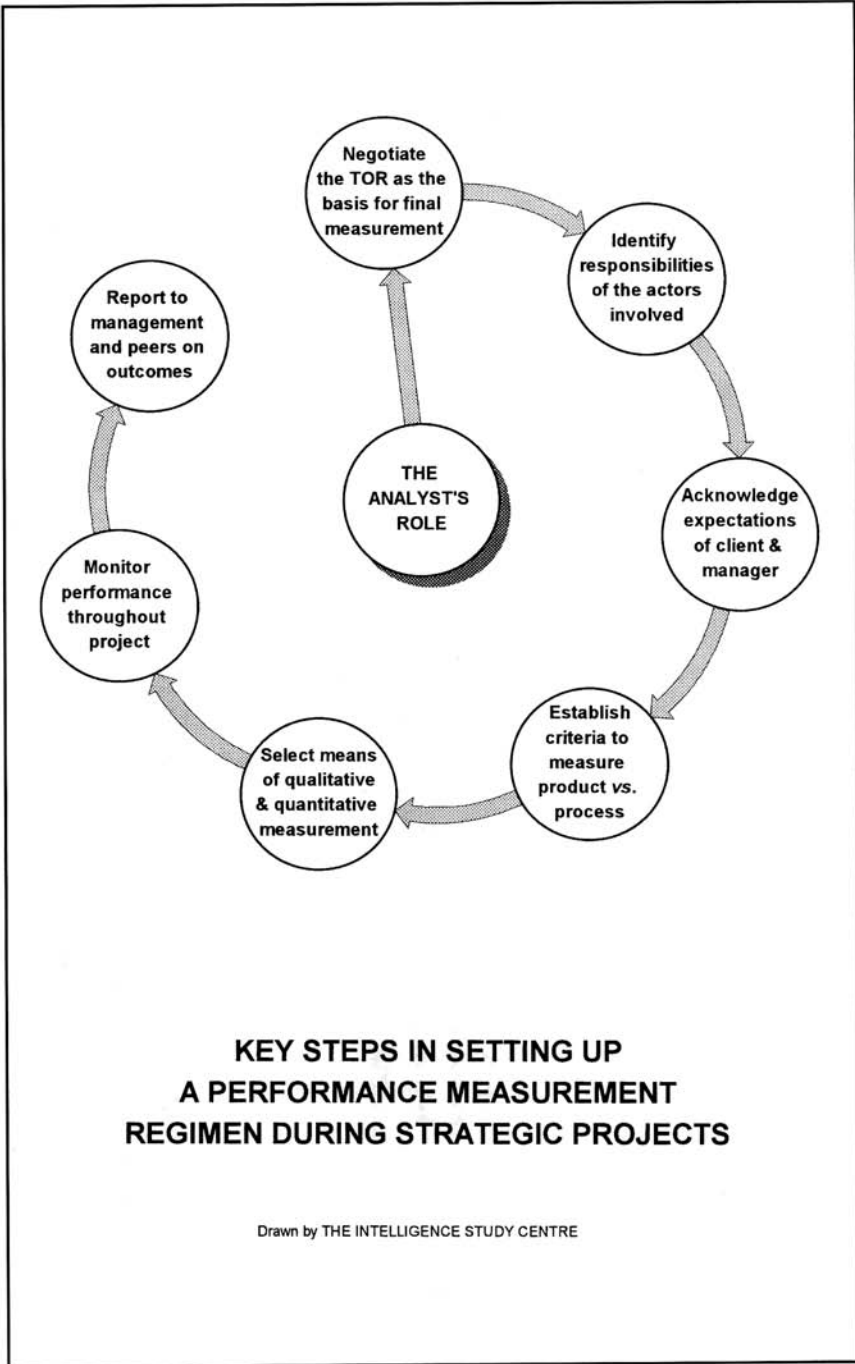 THE
ANALYST'S
ROLE
Negotiate
the TOR as the
basis for final
measurement
Identify
responsibilities
of the actors
involved
Acknowledge
expectations
of client &
manager
Establish
criteria to
measure
product vs.
process
Select means
of qualitative
& quantitative
measurement
Monitor
performance
throughout
project
Report to
management
and peers on
outcomes
KEY STEPS IN SETTING UP
A PERFORMANCE MEASUREMENT
REGIMEN DURING STRATEGIC PROJECTS
Drawn by THE INTELLIGENCE STUDY CENTRE